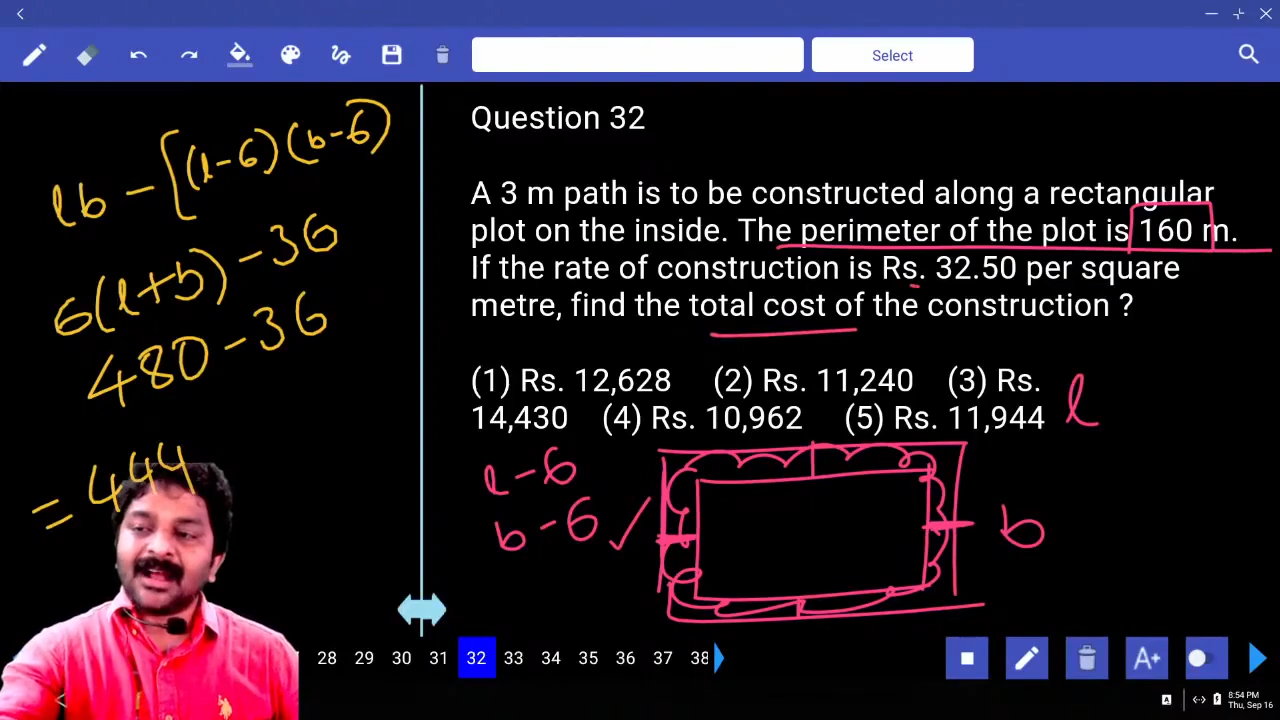 Select
lb - [(l-6)(b-6)
6(l+b) - 36
480 - 36
= 444
Question 32
A 3 m path is to be constructed along a rectangular
plot on the inside. The perimeter of the plot is 160 m.
If the rate of construction is Rs. 32.50 per square
metre, find the total cost of the construction ?
(1) Rs. 12,628 (2) Rs. 11,240 (3) Rs.
14,430 (4) Rs. 10,962 (5) Rs. 11,944
l
l-6
b-6
b
28 29 30 31 32 33 34 35 36 37 38
A+
8:54 PM
Thu, Sep 16